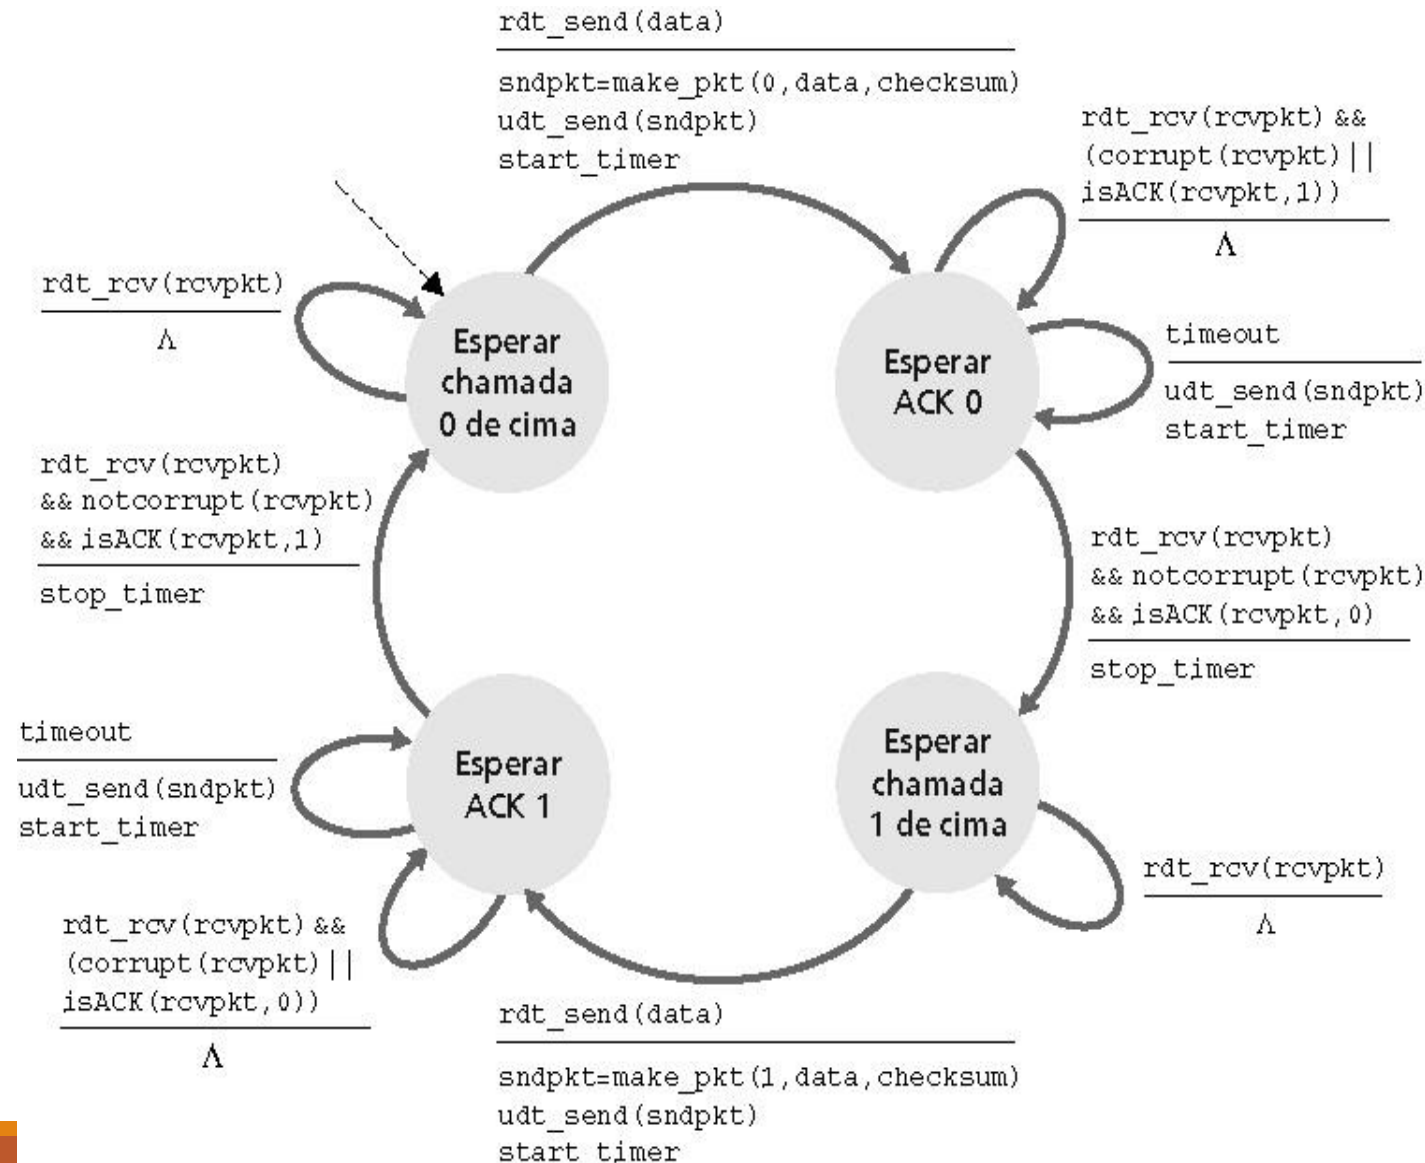 rdt_send(data)
sndpkt=make_pkt(0,data,checksum)
udt_send(sndpkt)
start_timer
rdt_rcv(rcvpkt) &&
(corrupt(rcvpkt)||
isACK(rcvpkt,1))
Λ
rdt_rcv(rcvpkt)
Λ
Esperar
chamada
0 de cima
Esperar
ACK 0
timeout
udt_send(sndpkt)
start_timer
rdt_rcv(rcvpkt)
&& notcorrupt(rcvpkt)
&& isACK(rcvpkt,1)
stop_timer
rdt_rcv(rcvpkt)
&& notcorrupt(rcvpkt)
&& isACK(rcvpkt,0)
stop_timer
timeout
udt_send(sndpkt)
start_timer
Esperar
ACK 1
Esperar
chamada
1 de cima
rdt_rcv(rcvpkt)
Λ
rdt_rcv(rcvpkt) &&
(corrupt(rcvpkt)||
isACK(rcvpkt,0))
Λ
rdt_send(data)
sndpkt=make_pkt(1,data,checksum)
udt_send(sndpkt)
start_timer